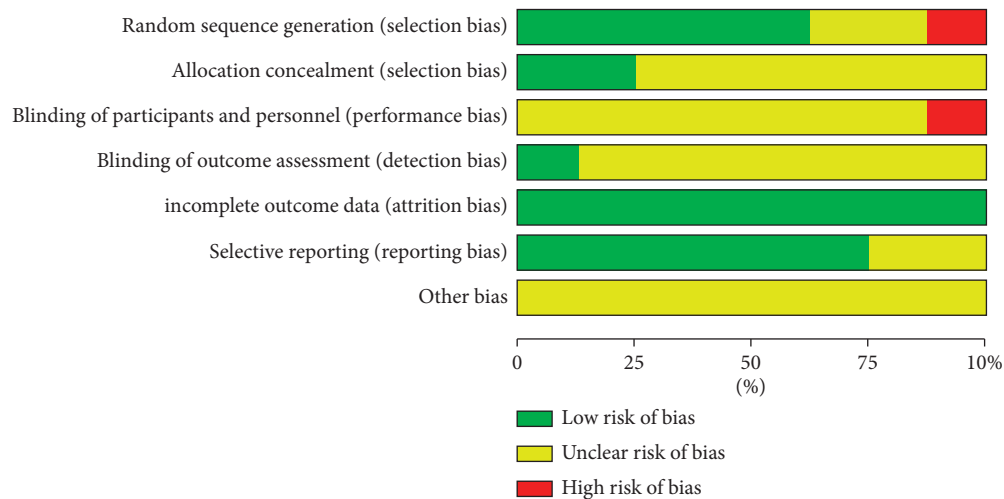 Random sequence generation (selection bias)
Allocation concealment (selection bias)
Blinding of participants and personnel (performance bias)
Blinding of outcome assessment (detection bias)
incomplete outcome data (attrition bias)
Selective reporting (reporting bias)
Other bias
0 25 50 75 10%
(%)
Low risk of bias
Unclear risk of bias
High risk of bias